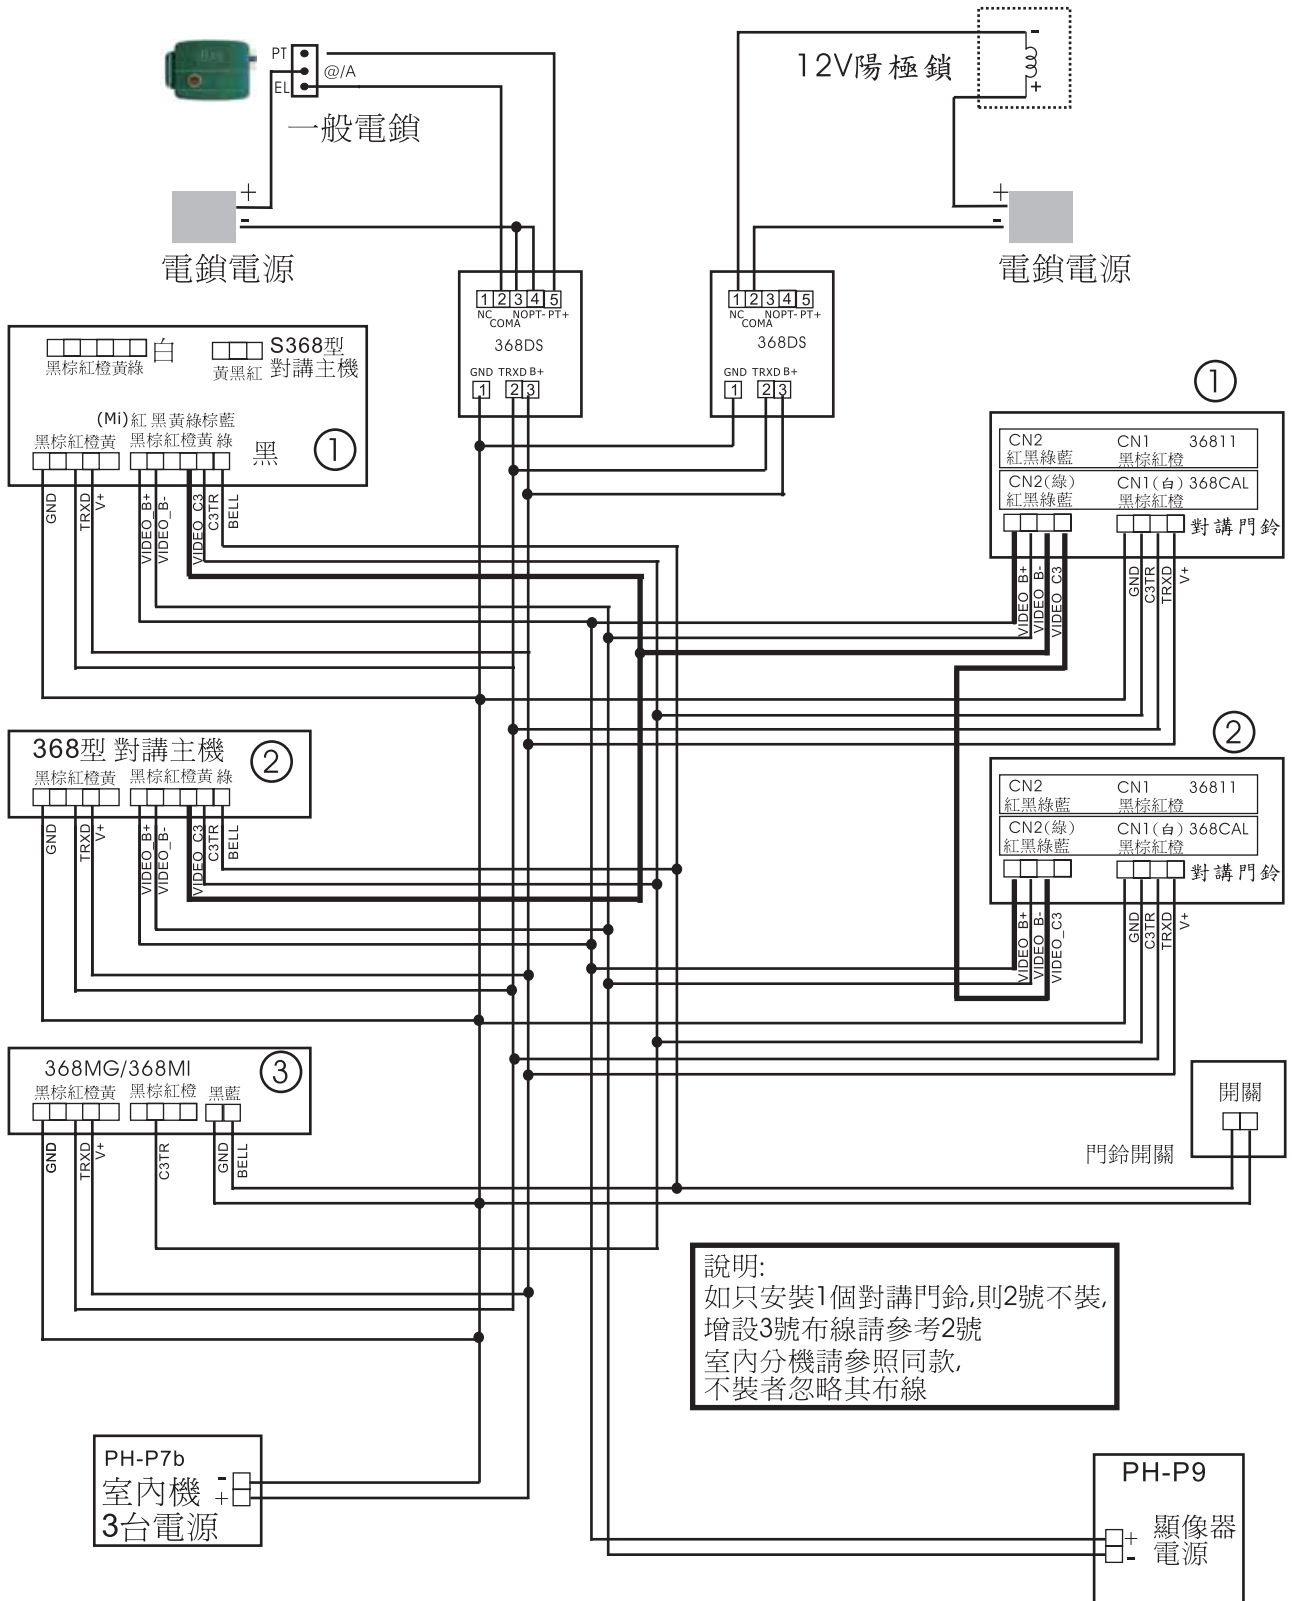 PT
@/A
EL
一般電鎖
+
-
電鎖電源
12V陽極鎖
-
+
+
-
電鎖電源
1 2 3 4 5
NC NOPT- PT+
COMA
368DS
GND TRXD B+
1 2 3
1 2 3 4 5
NC NOPT- PT+
COMA
368DS
GND TRXD B+
1 2 3
白
黑棕紅橙黃綠
S368型
黃黑紅 對講主機
(Mi)紅黑黃綠棕藍
黑棕紅橙黃 黑棕紅橙黃綠
黑
1
GND
TRXD
V+
VIDEO_B+
VIDEO_B-
VIDEO_C3
C3TR
BELL
1
CN2 CN1 36811
紅黑綠藍 黑棕紅橙
CN2(綠) CN1(白) 368CAL
紅黑綠藍 黑棕紅橙
對講門鈴
VIDEO_B+
VIDEO_B-
VIDEO_C3
GND
C3TR
TRXD
V+
368型 對講主機
2
黑棕紅橙黃 黑棕紅橙黃綠
GND
TRXD
V+
VIDEO_B+
VIDEO_B-
VIDEO_C3
C3TR
BELL
2
CN2 CN1 36811
紅黑綠藍 黑棕紅橙
CN2(綠) CN1(白) 368CAL
紅黑綠藍 黑棕紅橙
對講門鈴
VIDEO_B+
VIDEO_B-
VIDEO_C3
GND
C3TR
TRXD
V+
368MG/368MI
3
黑棕紅橙黃 黑棕紅橙 黑藍
GND
TRXD
V+
C3TR
GND
BELL
開關
門鈴開關
說明:
如只安裝1個對講門鈴,則2號不裝,
增設3號布線請參考2號
室內分機請參照同款,
不裝者忽略其布線
PH-P7b
室內機
3台電源
-
+
PH-P9
顯像器
電源
+
-